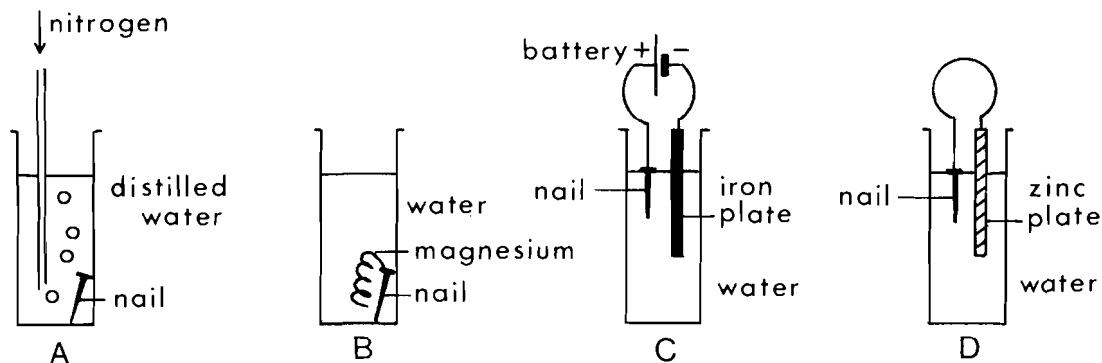 nitrogen
distilled
water
nail
A
water
magnesium
nail
B
battery + −
nail
iron
plate
water
C
nail
zinc
plate
water
D